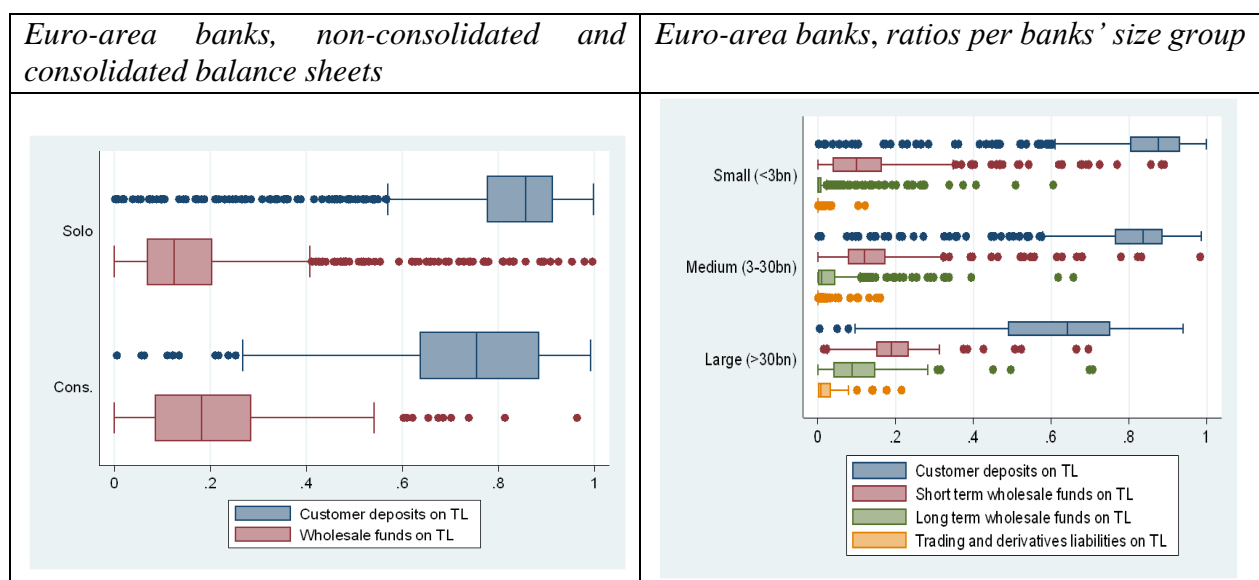 Euro-area banks, non-consolidated and
consolidated balance sheets
Euro-area banks, ratios per banks' size group
Solo
Cons.
0 .2 .4 .6 .8 1
Customer deposits on TL
Wholesale funds on TL
Small (<3bn)
Medium (3-30bn)
Large (>30bn)
0 .2 .4 .6 .8 1
Customer deposits on TL
Short term wholesale funds on TL
Long term wholesale funds on TL
Trading and derivatives liabilities on TL